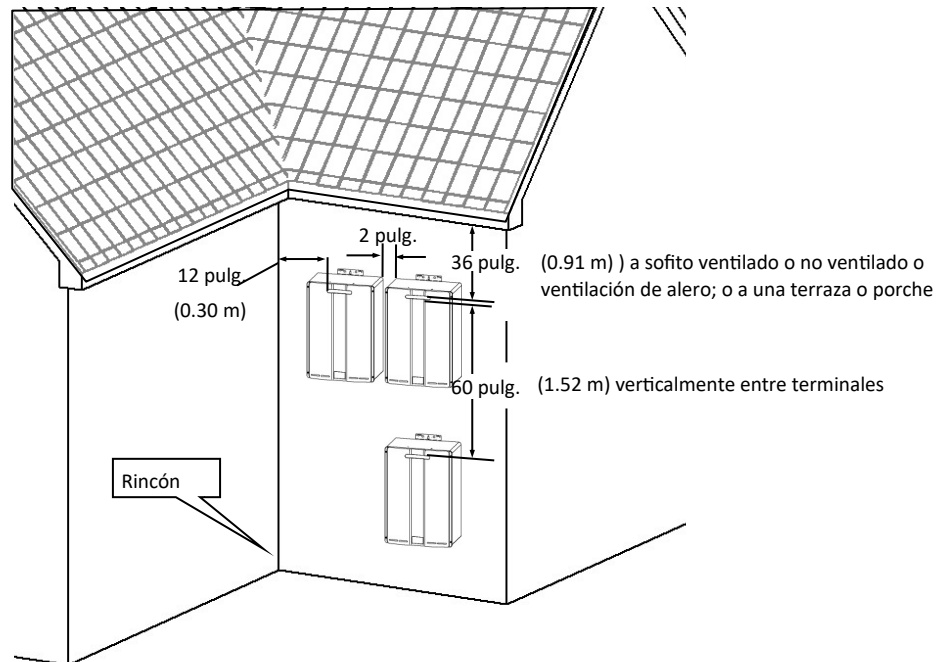 2 pulg.
12 pulg.
(0.30 m)
36 pulg.
(0.91 m) ) a sofito ventilado o no ventilado o
ventilación de alero; o a una terraza o porche
60 pulg.
(1.52 m) verticalmente entre terminales
Rincón